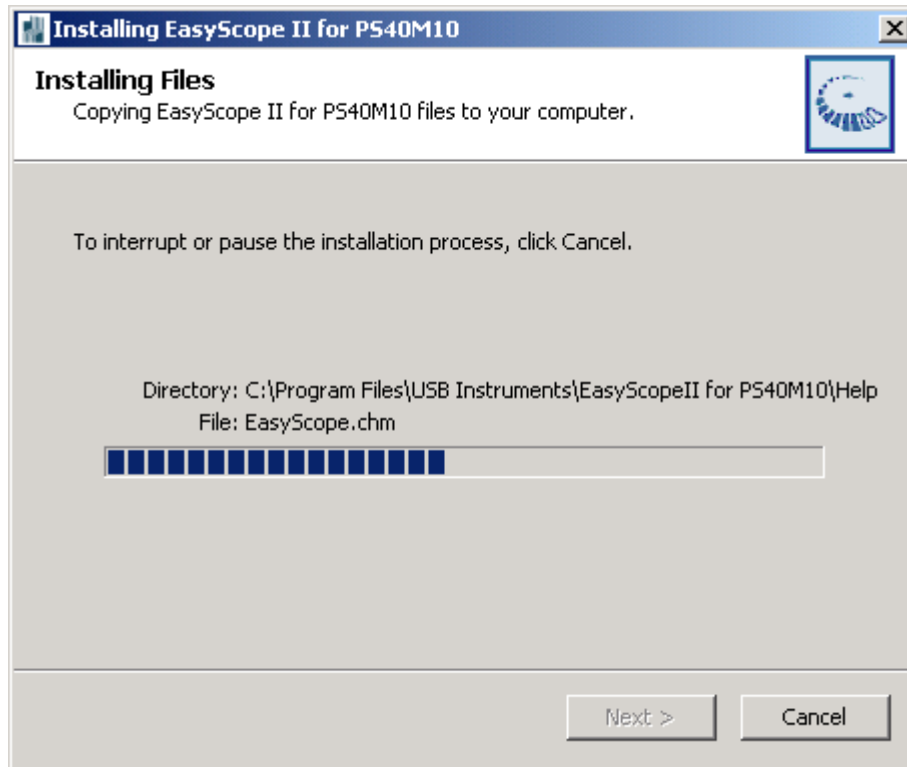 Installing EasyScope II for PS40M10
Installing Files
Copying EasyScope II for PS40M10 files to your computer.
To interrupt or pause the installation process, click Cancel.
Directory: C:\Program Files\USB Instruments\EasyScopeII for PS40M10\Help
File: EasyScope.chm
Next >
Cancel